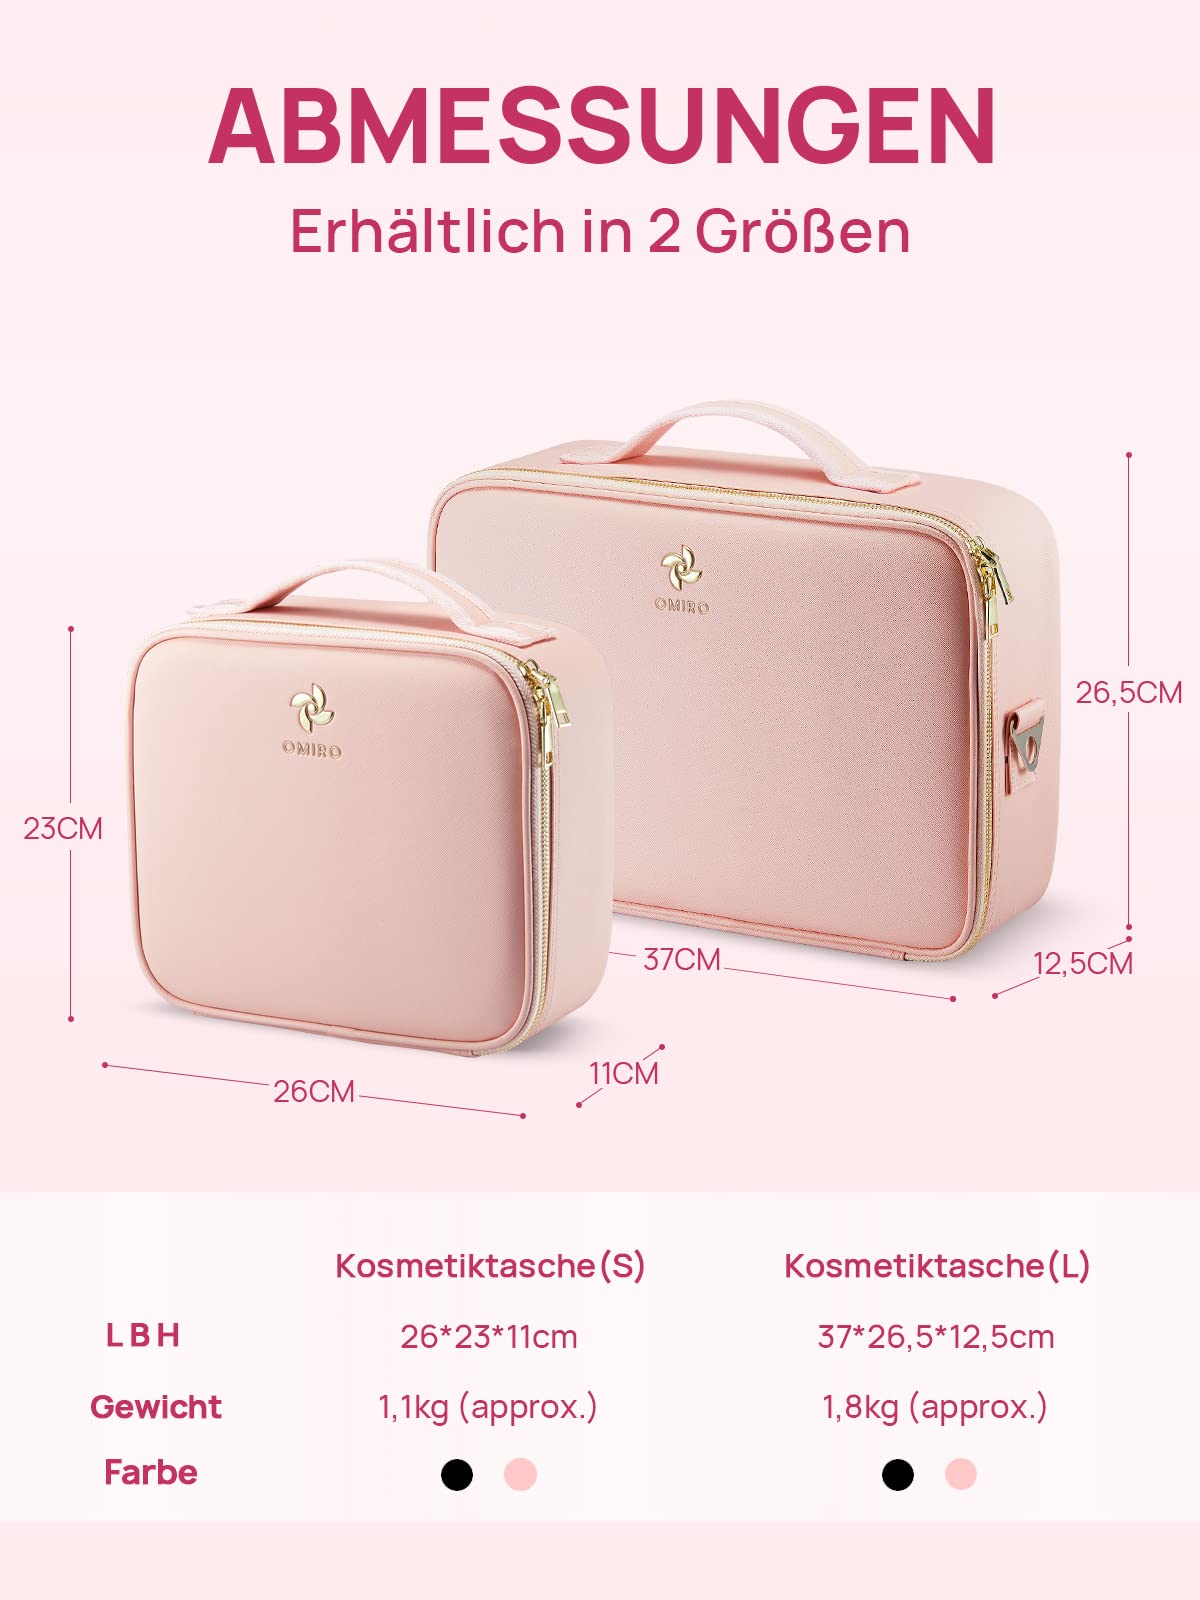 ABMESSUNGEN
Erhältlich in 2 Größen
OMIRO
OMIRO
26,5CM
23CM
37CM
12,5CM
11CM
26CM
Kosmetiktasche(S) Kosmetiktasche(L)
L B H 26*23*11cm 37*26,5*12,5cm
Gewicht 1,1kg (approx.) 1,8kg (approx.)
Farbe